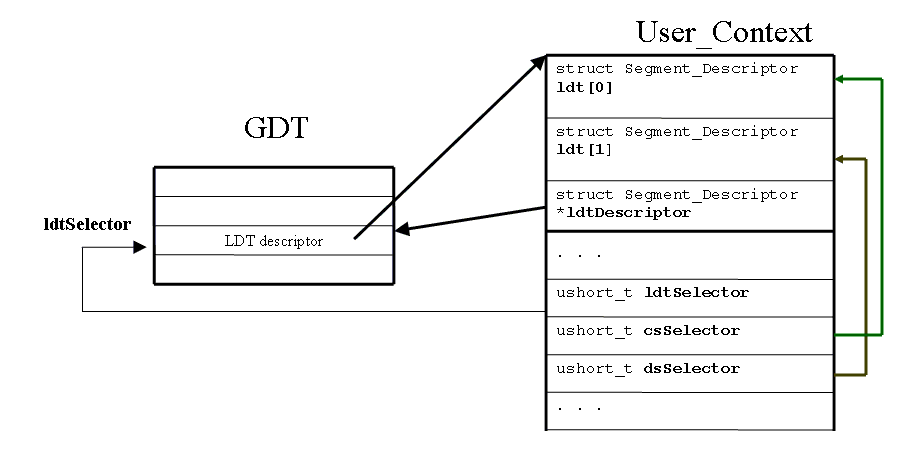 User_Context
struct Segment_Descriptor
ldt[0]
struct Segment_Descriptor
ldt[1]
struct Segment_Descriptor
*ldtDescriptor
. . .
ushort_t ldtSelector
ushort_t csSelector
ushort_t dsSelector
. . .
GDT
ldtSelector
LDT descriptor